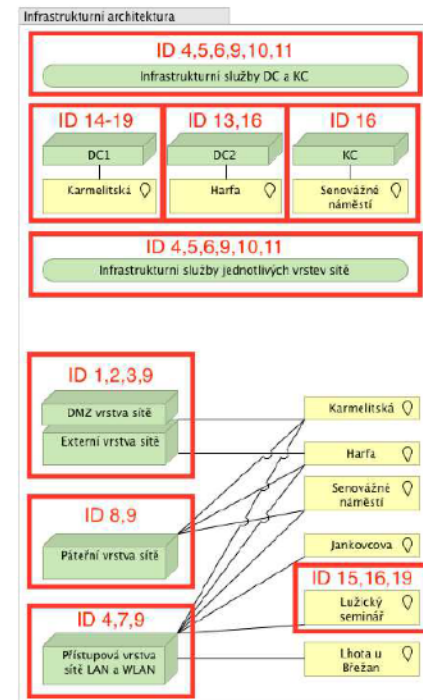 Infrastrukturní architektura
ID 4,5,6,9,10,11
Infrastrukturní služby DC a KC
ID 14-19
ID 13,16
ID 16
DC1
DC2
KC
Karmelitská
Harfa
Senovážné
náměstí
ID 4,5,6,9,10,11
Infrastrukturní služby jednotlivých vrstev sítě
ID 1,2,3,9
DMZ vrstva sítě
Externí vrstva sítě
Karmelitská
Harfa
Senovážné
náměstí
ID 8,9
Páteřní vrstva sítě
Jankovcova
ID 15,16,19
Lužický
seminář
ID 4,7,9
Přístupová vrstva
sítě LAN a WLAN
Lhota u
Břežan